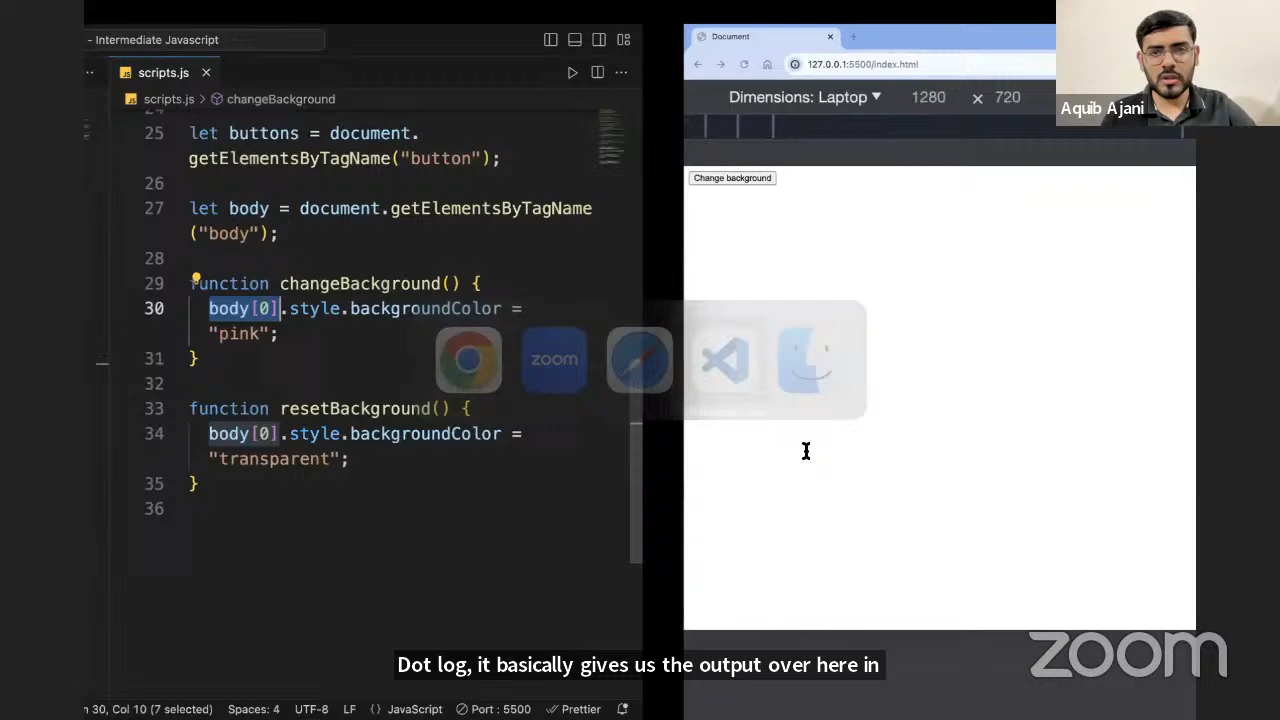 - Intermediate Javascript
scripts.js
scripts.js > changeBackground
24
25 let buttons = document.
getElementsByTagName("button");
26
27 let body = document.getElementsByTagName
("body");
28
29 function changeBackground() {
30 body[0].style.backgroundColor =
"pink";
31 }
32
33 function resetBackground() {
34 body[0].style.backgroundColor =
"transparent";
35 }
36
n 30, Col 10 (7 selected) Spaces: 4 UTF-8 LF {} JavaScript Port : 5500 Prettier
Document
127.0.0.1:5500/index.html
Dimensions: Laptop 1280 × 720
Change background
Aquib Ajani
zoom
Dot log, it basically gives us the output over here in
zoom